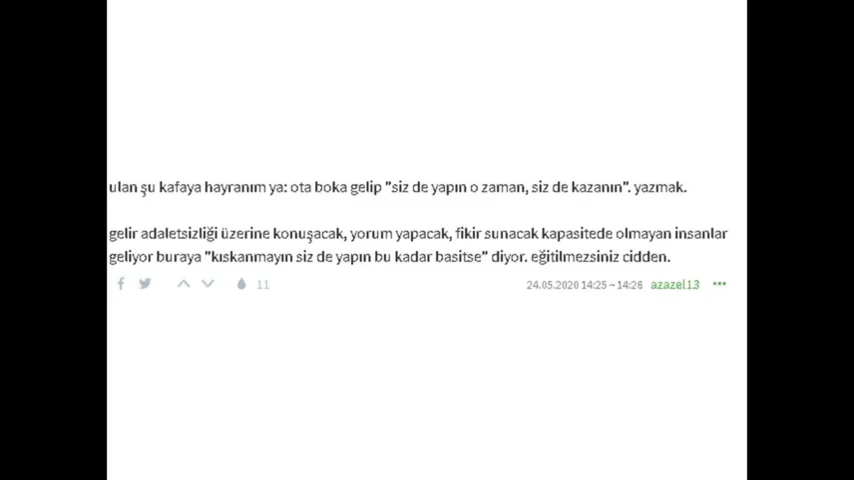 ulan şu kafaya hayranım ya: ota boka gelip "siz de yapın o zaman, siz de kazanın". yazmak.
gelir adaletsizliği üzerine konuşacak, yorum yapacak, fikir sunacak kapasitede olmayan insanlar
geliyor buraya "kıskanmayın siz de yapın bu kadar basitse" diyor. eğitilmezsiniz cidden.
11 24.05.2020 14:25 ~ 14:26 azazel13